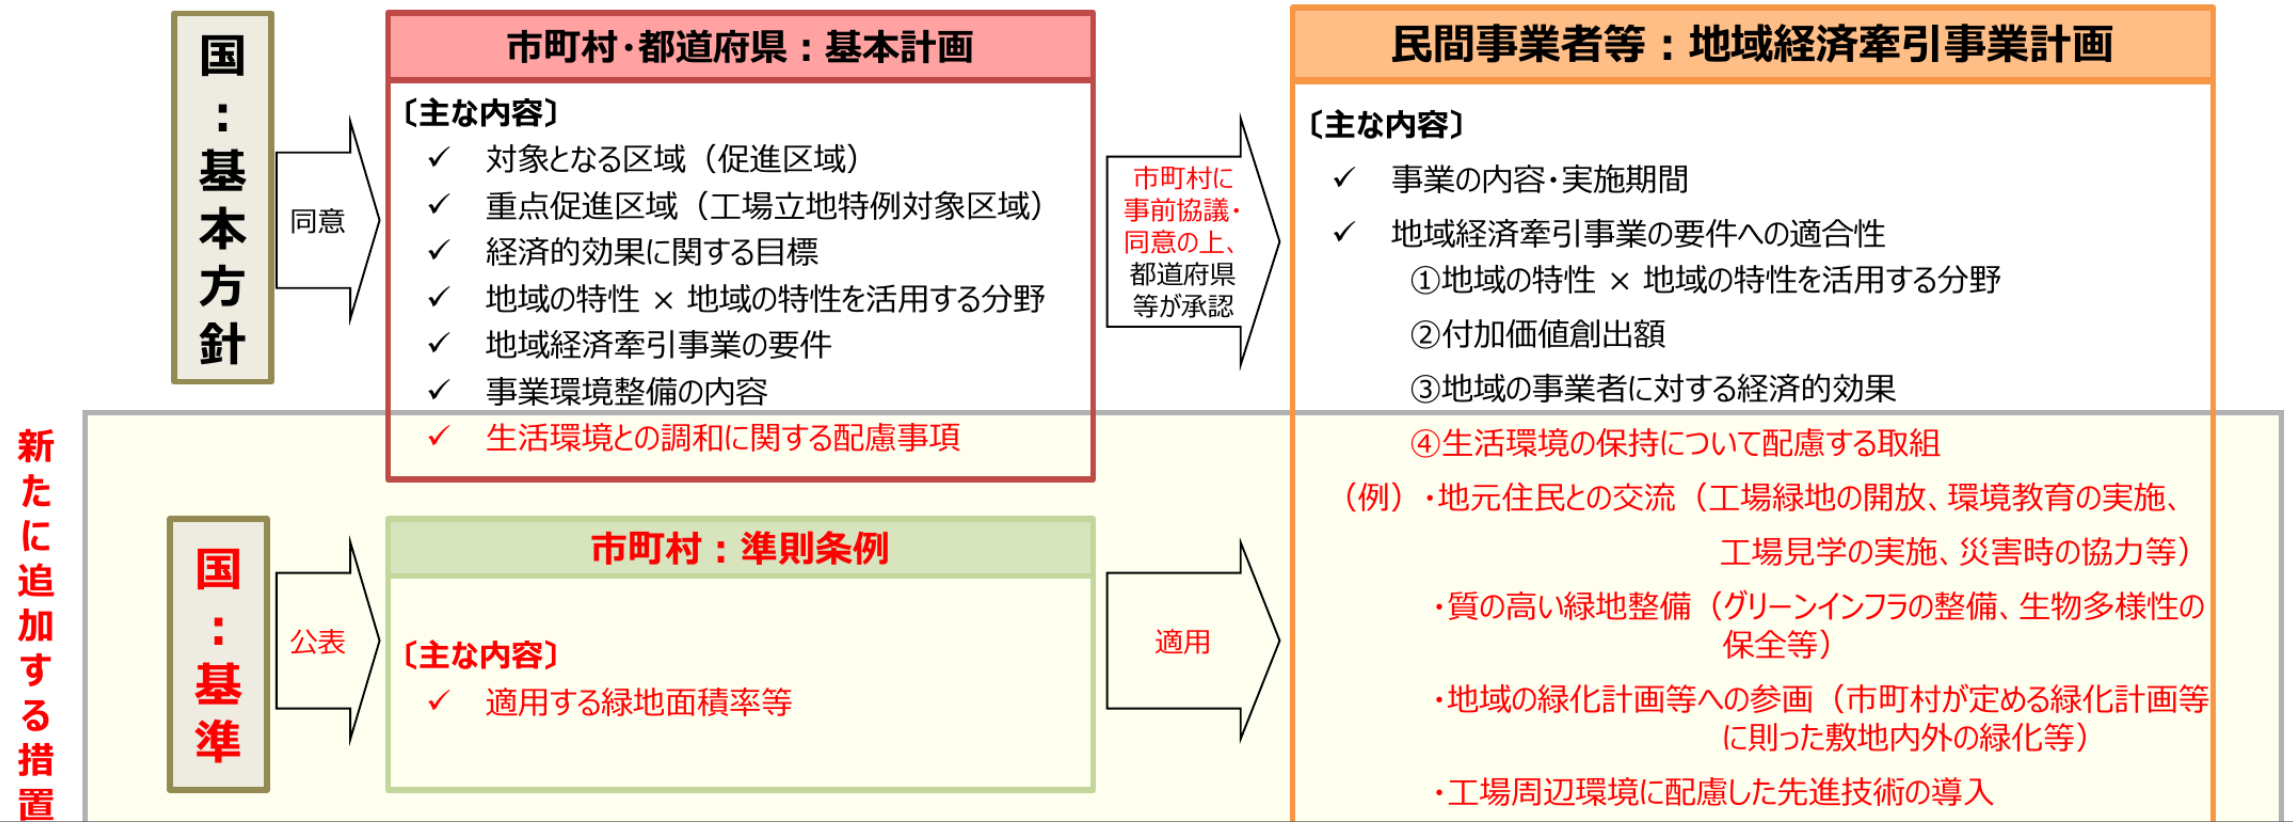 国：基本方針
同意
市町村･都道府県：基本計画
〔主な内容〕
✓ 対象となる区域（促進区域）
✓ 重点促進区域（工場立地特例対象区域）
✓ 経済的効果に関する目標
✓ 地域の特性 × 地域の特性を活用する分野
✓ 地域経済牽引事業の要件
✓ 事業環境整備の内容
✓ 生活環境との調和に関する配慮事項
市町村に
事前協議･
同意の上、
都道府県
等が承認
民間事業者等：地域経済牽引事業計画
〔主な内容〕
✓ 事業の内容･実施期間
✓ 地域経済牽引事業の要件への適合性
①地域の特性 × 地域の特性を活用する分野
②付加価値創出額
③地域の事業者に対する経済的効果
④生活環境の保持について配慮する取組
（例）･地元住民との交流（工場緑地の開放、環境教育の実施、
工場見学の実施、災害時の協力等）
･質の高い緑地整備（グリーンインフラの整備、生物多様性の
保全等）
･地域の緑化計画等への参画（市町村が定める緑化計画等
に則った敷地内外の緑化等）
･工場周辺環境に配慮した先進技術の導入
新たに追加する措置
国：基準
公表
市町村：準則条例
〔主な内容〕
✓ 適用する緑地面積率等
適用